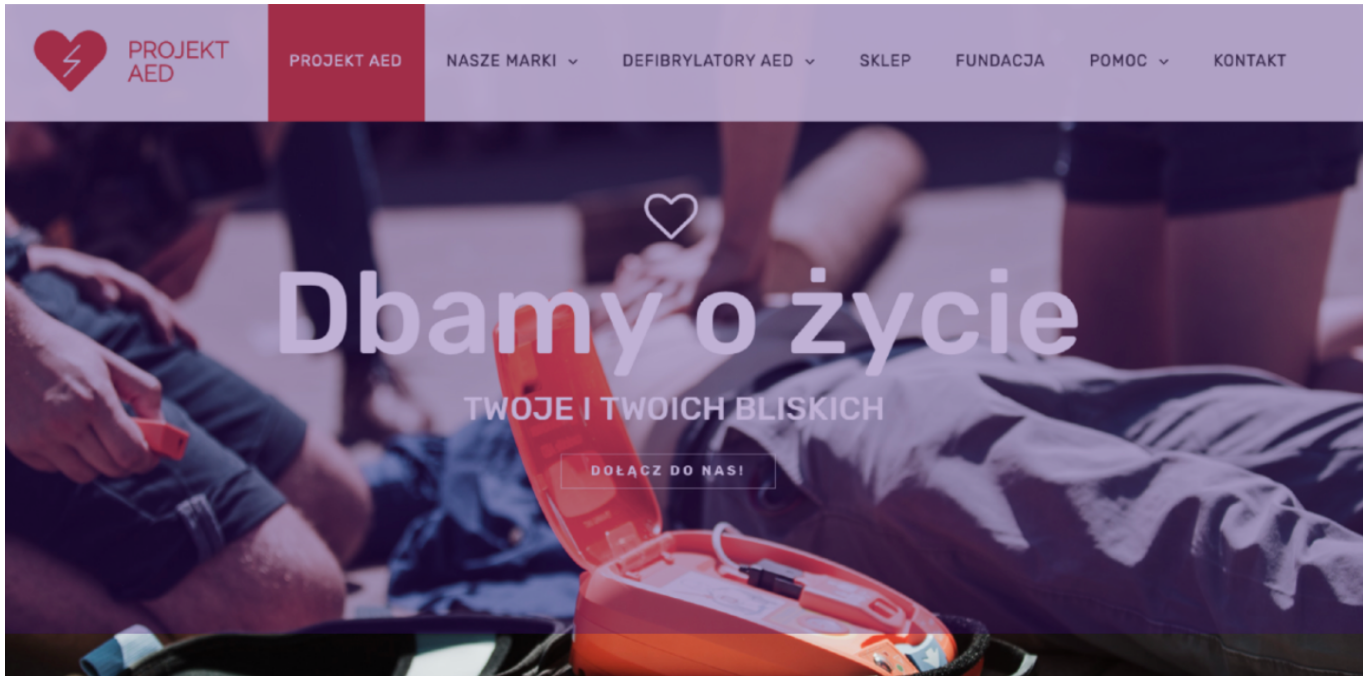 PROJEKT
AED
PROJEKT AED
NASZE MARKI
DEFIBRYLATORY AED
SKLEP
FUNDACJA
POMOC
KONTAKT
Dbamy o życie
TWOJE I TWOICH BLISKICH
DOŁĄCZ DO NAS!